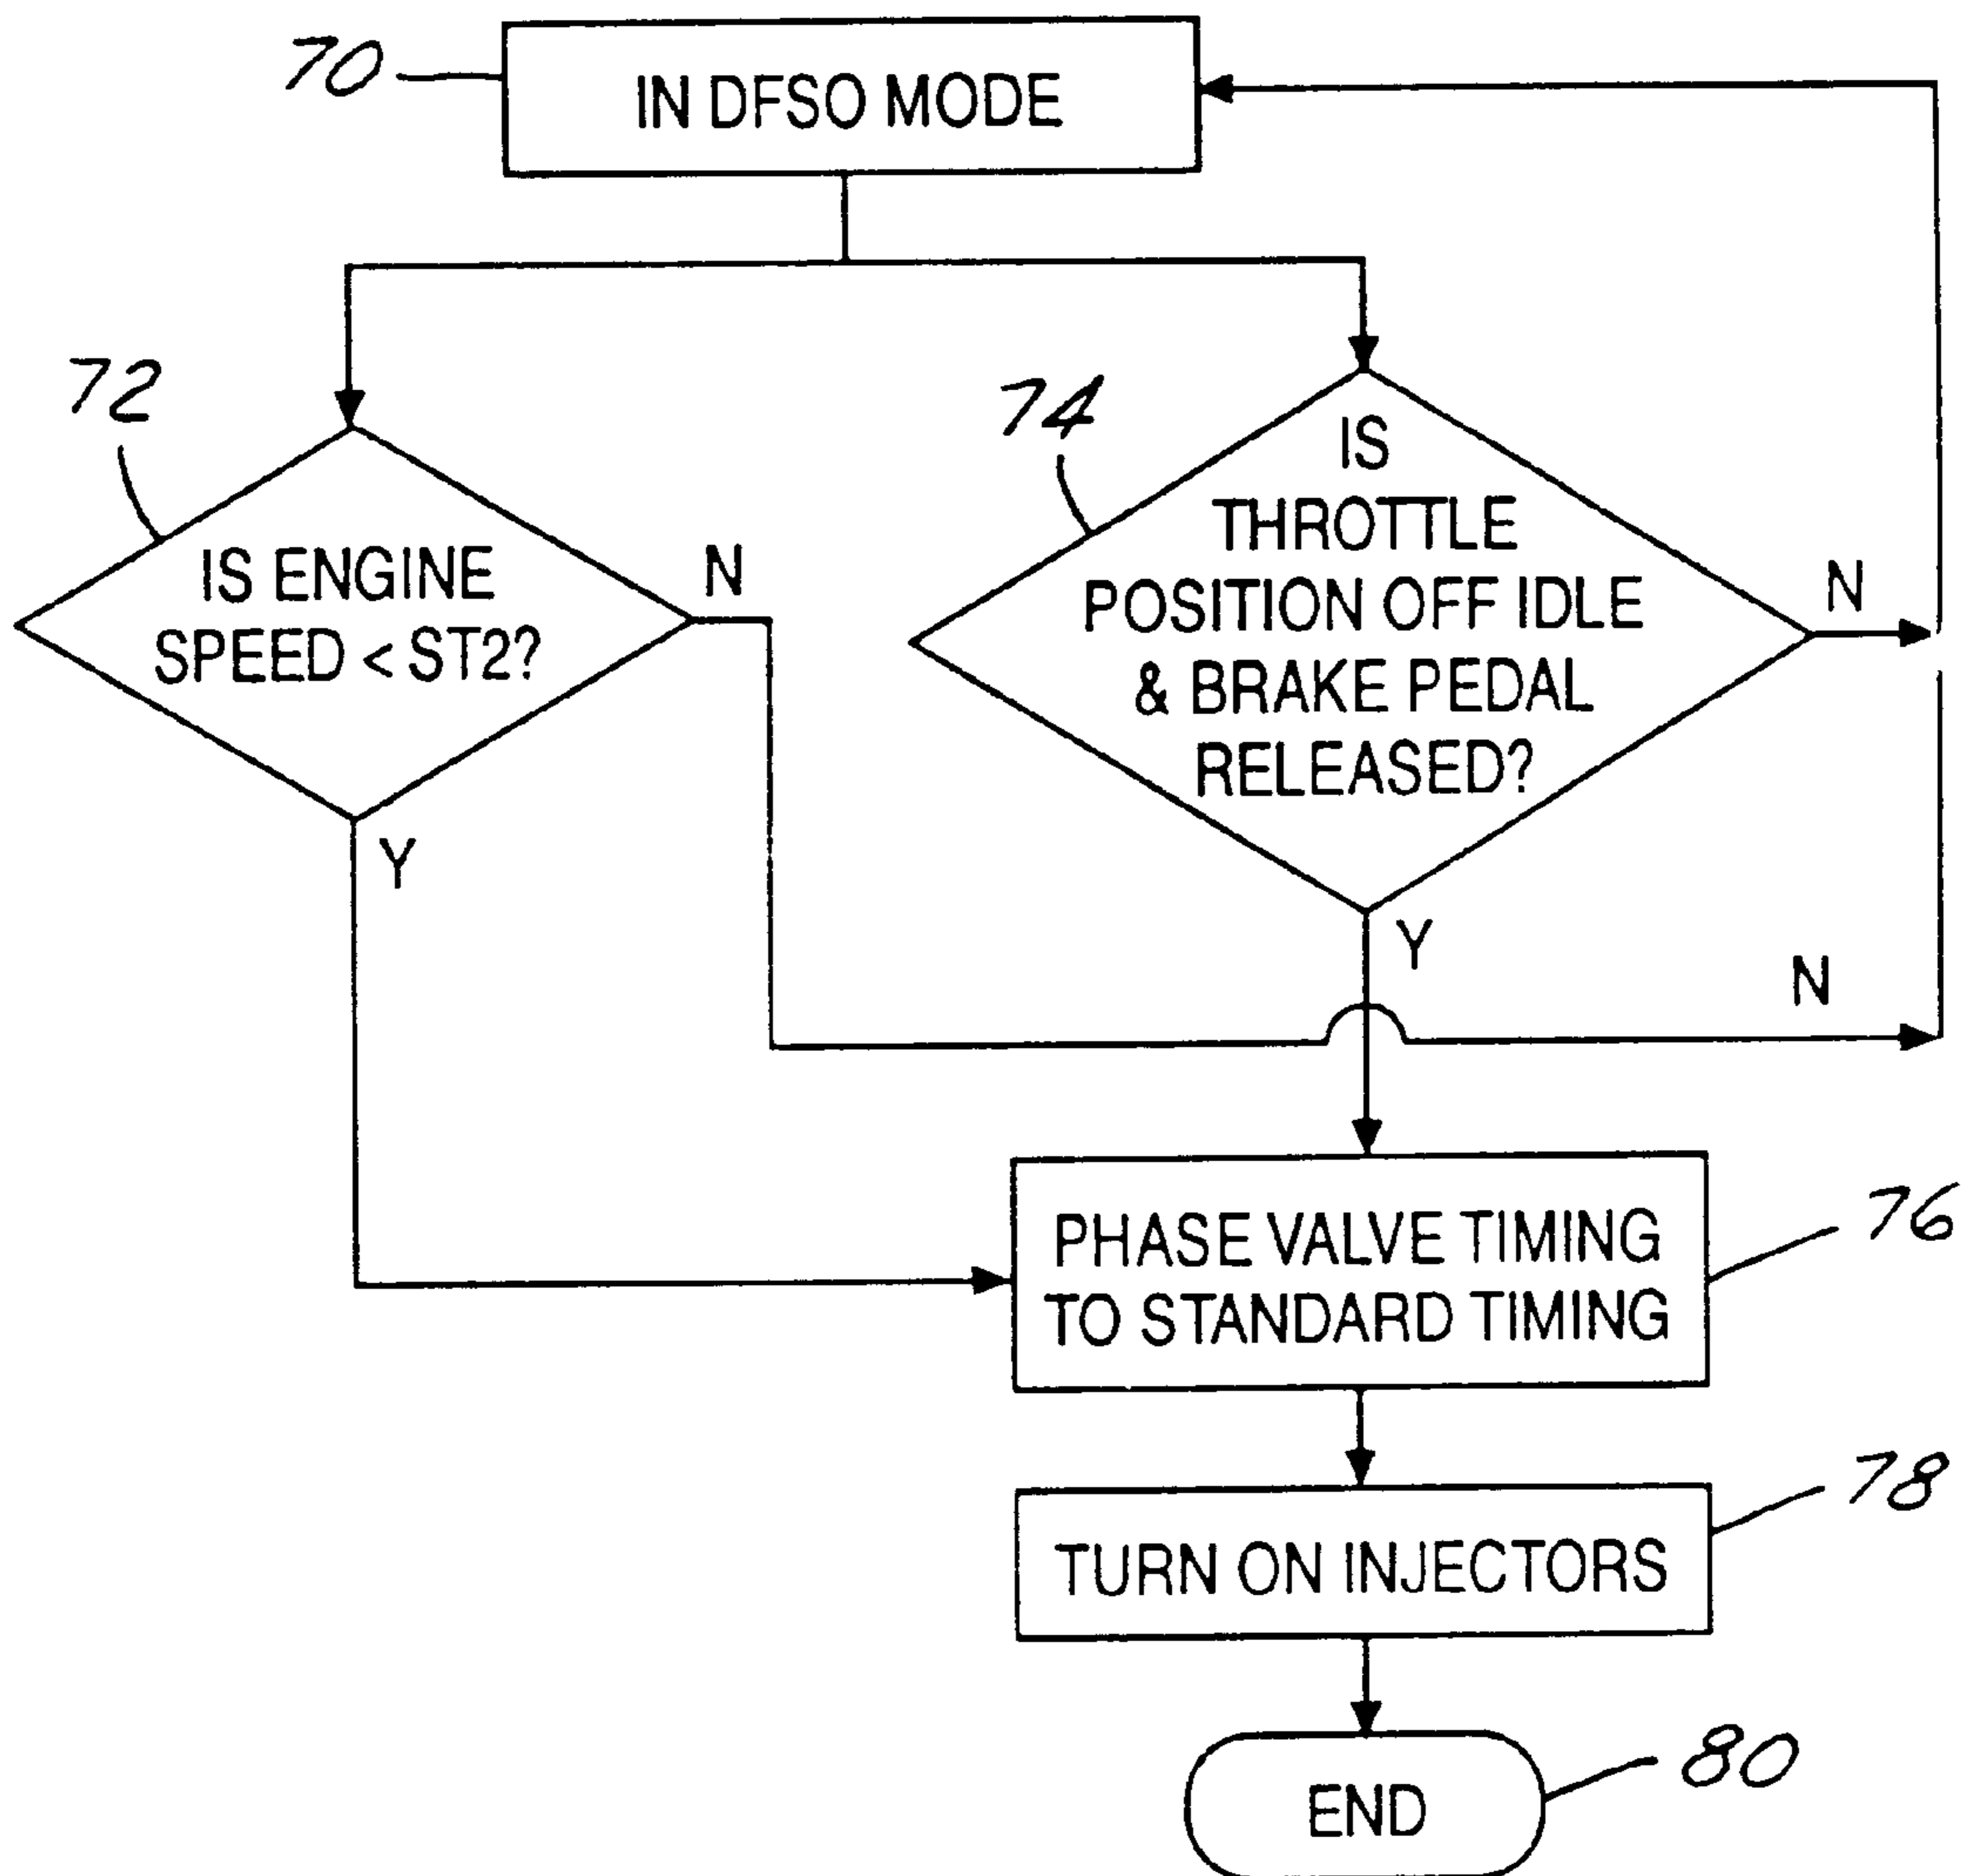 70
IN DFSO MODE
72
74
IS ENGINE
SPEED < ST2?
N
Y
IS
THROTTLE
POSITION OFF IDLE
& BRAKE PEDAL
RELEASED?
N
Y
N
PHASE VALVE TIMING
TO STANDARD TIMING
76
TURN ON INJECTORS
78
END
80